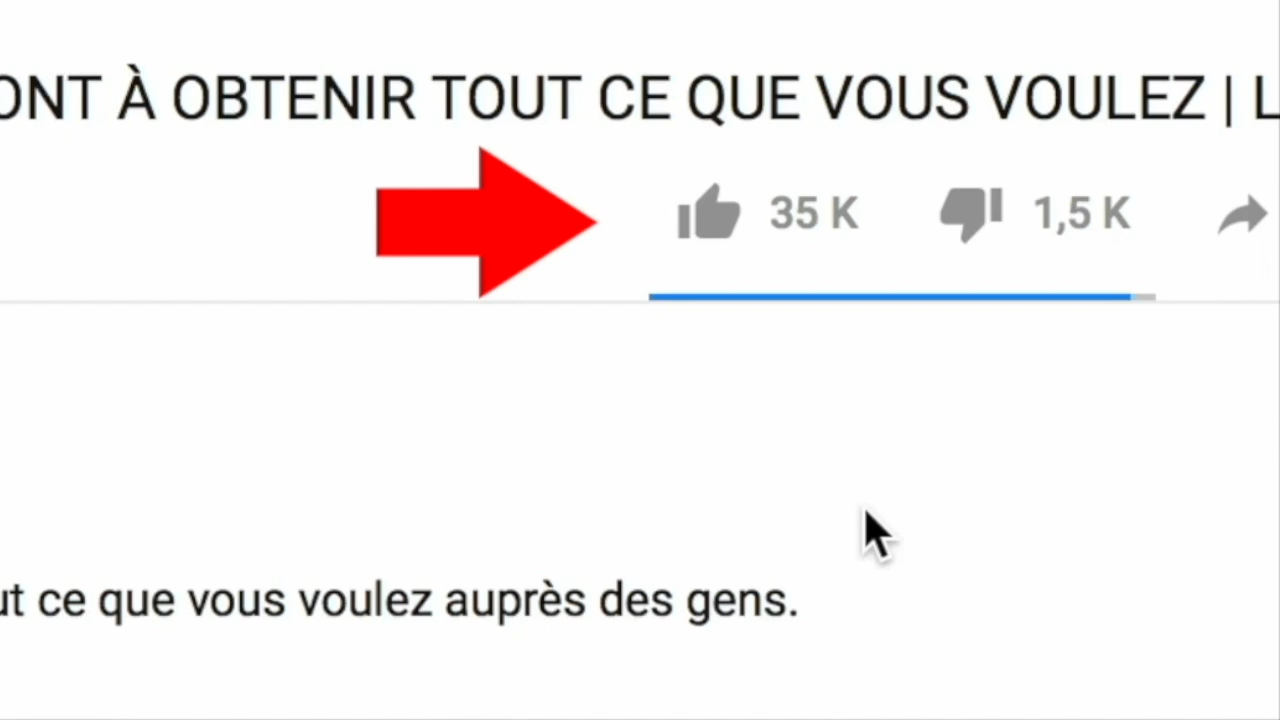 ONT À OBTENIR TOUT CE QUE VOUS VOULEZ | L
35 K 1,5 K
ut ce que vous voulez auprès des gens.